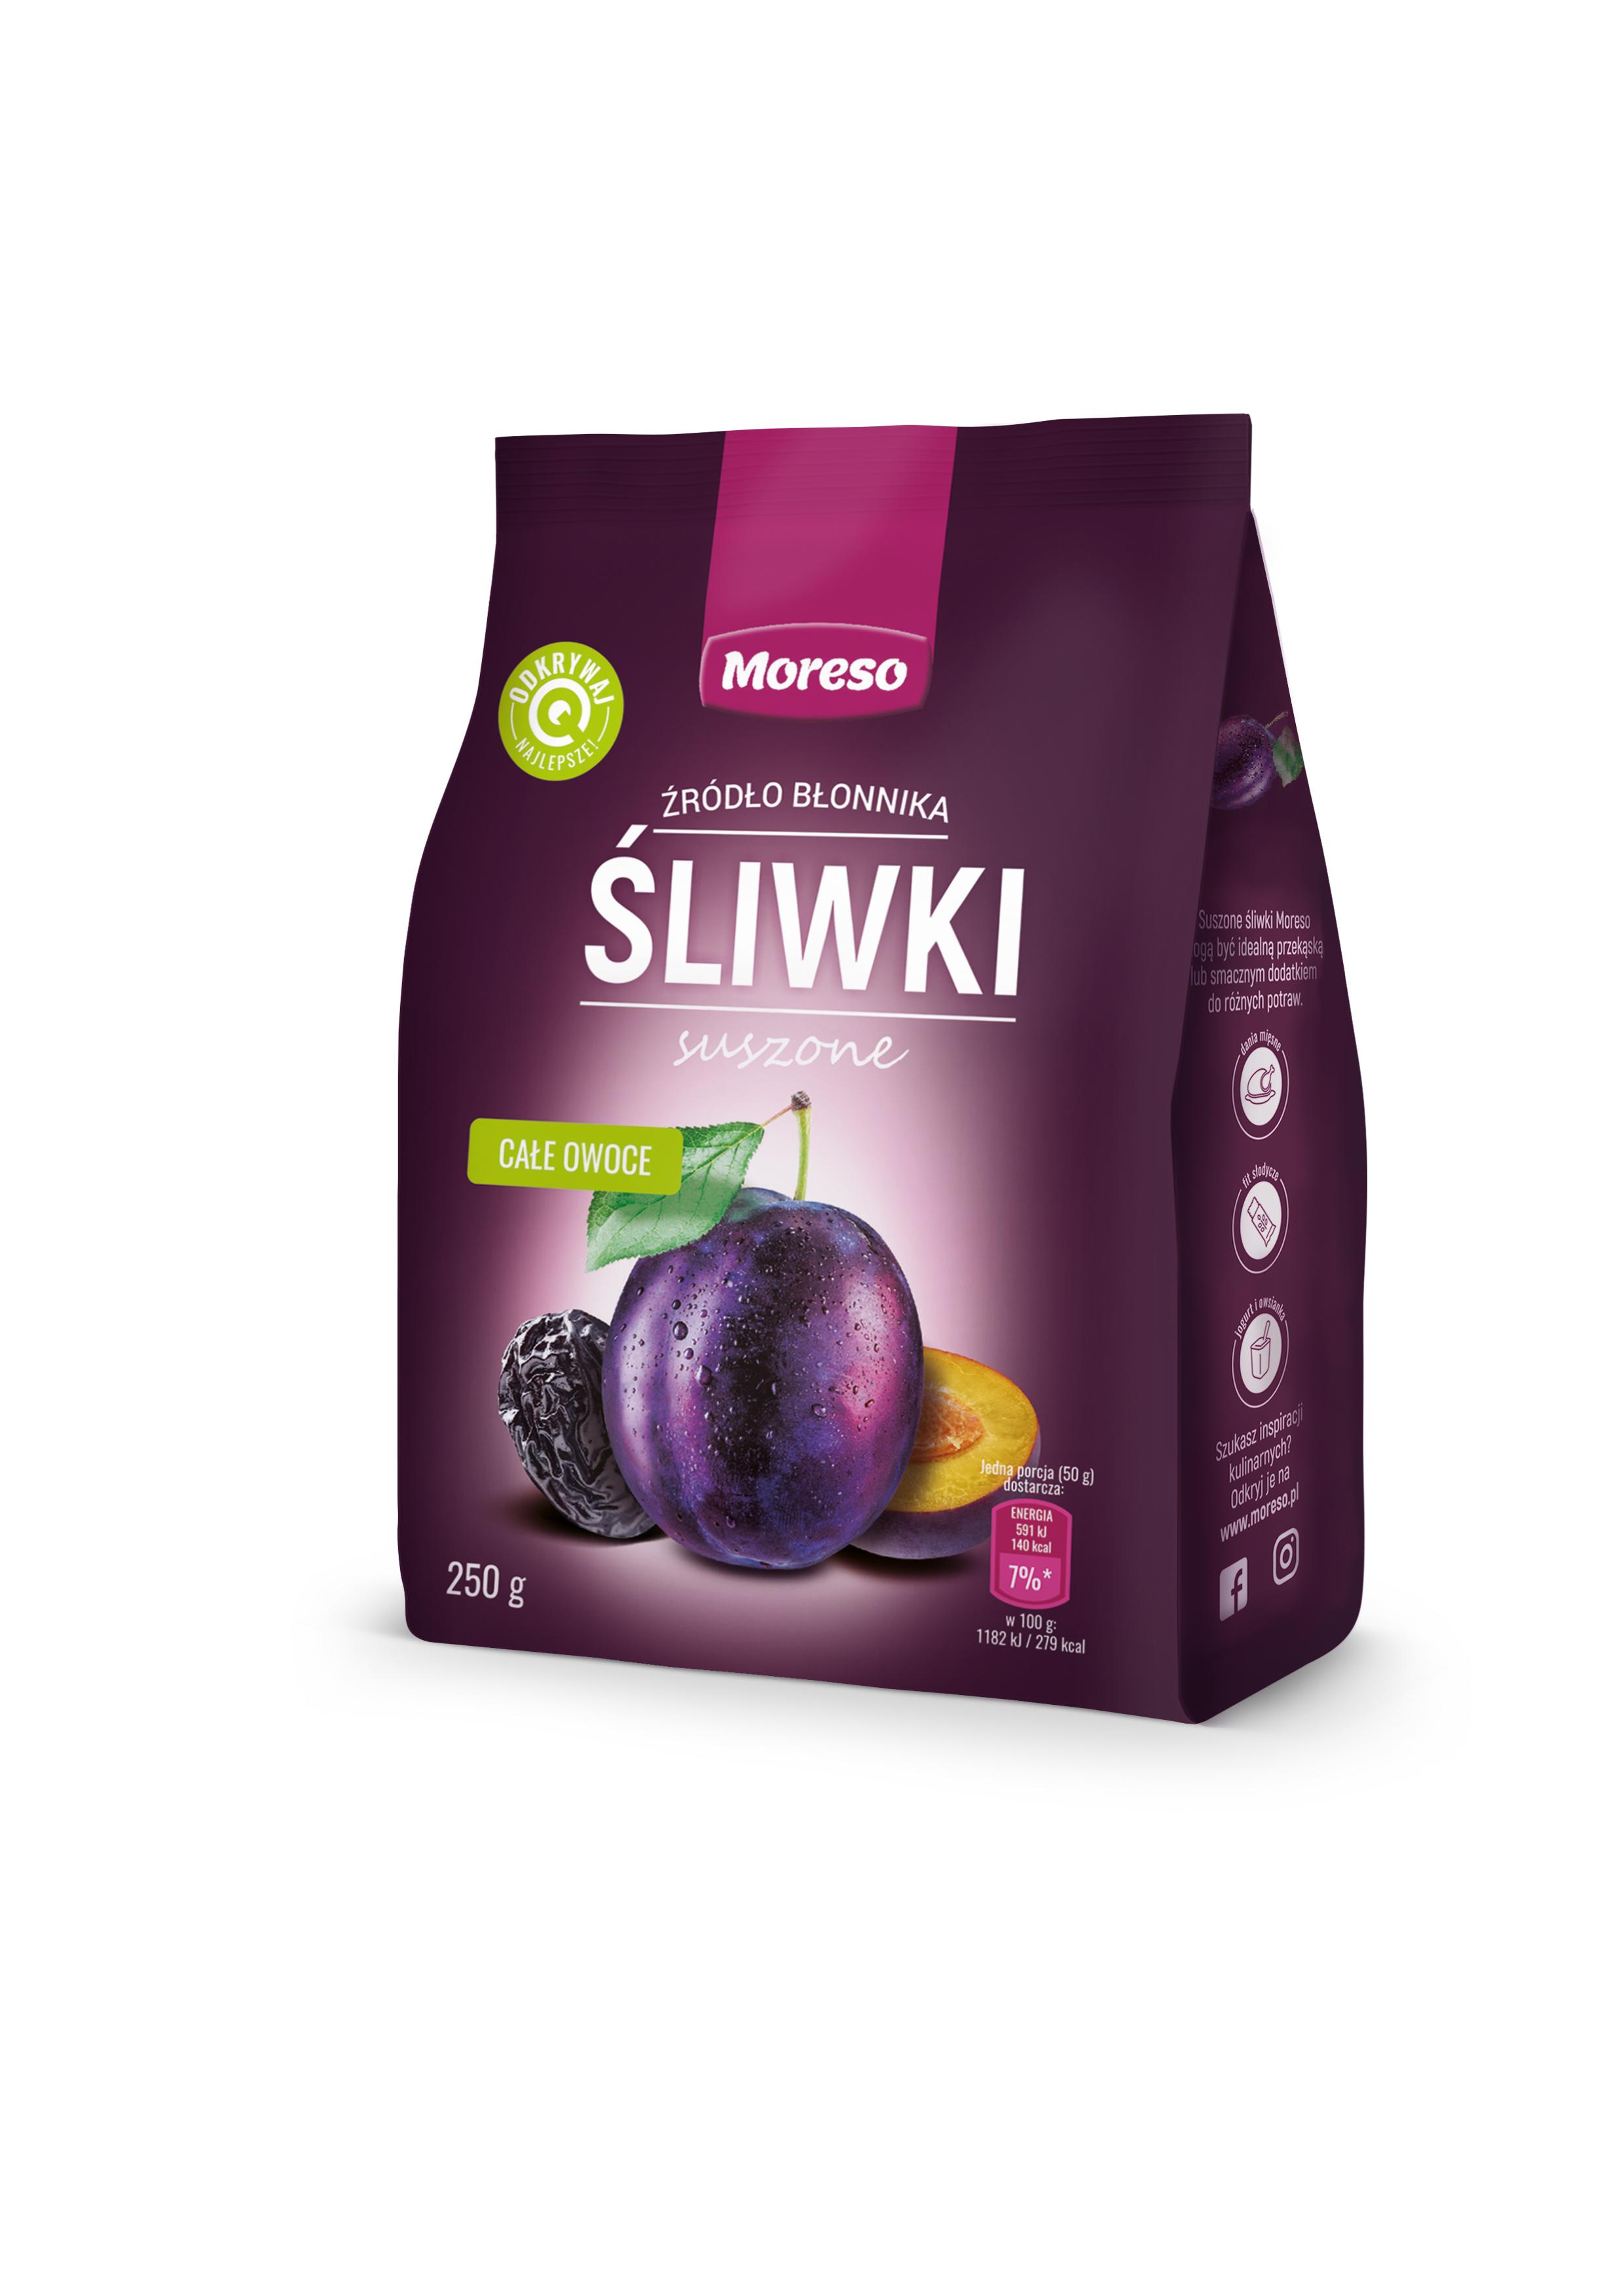 Moreso
ODKRYWAJ
NAJLEPSZE!
ŹRÓDŁO BŁONNIKA
ŚLIWKI
suszone
CAŁE OWOCE
Jedna porcja (50 g)
dostarcza:
ENERGIA
591 kJ
140 kcal
7%*
w 100 g:
1182 kJ / 279 kcal
250 g
Suszone śliwki Moreso
ogą być idealną przekąską
lub smacznym dodatkiem
do różnych potraw.
dania mięsne
fit słodycze
jogurt i owsianka
Szukasz inspiracji
kulinarnych?
Odkryj je na
www.moreso.pl